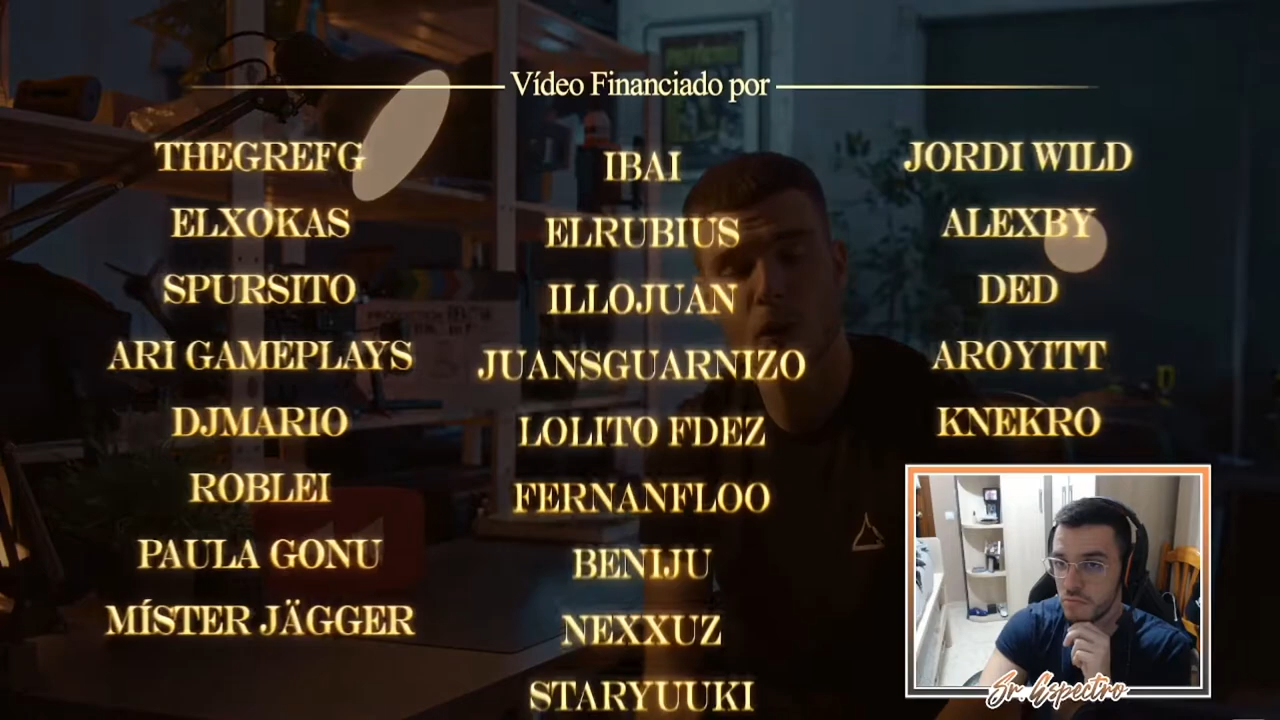 Vídeo Financiado por
THEGREFG
ELXOKAS
SPURSITO
ARI GAMEPLAYS
DJMARIO
ROBLEI
PAULA GONU
MÍSTER JÄGGER
IBAI
ELRUBIUS
ILLOJUAN
JUANSGUARNIZO
LOLITO FDEZ
FERNANFLOO
BENIJU
NEXXUZ
STARYUUKI
JORDI WILD
ALEXBY
DED
AROYITT
KNEKRO
PRODUCTION
Sr. Espectro